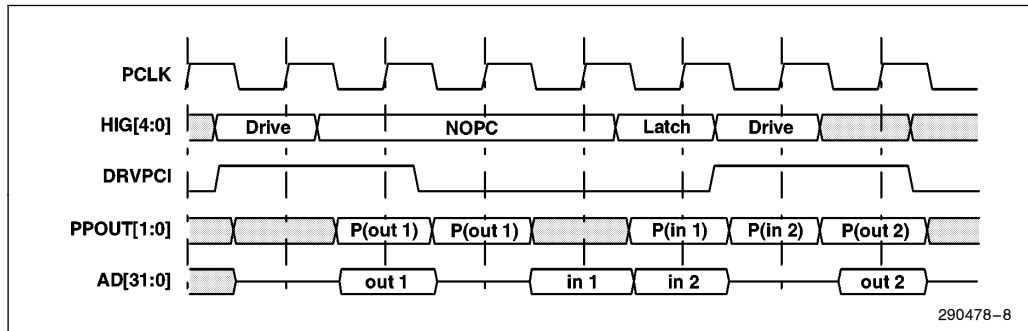 PCLK
HIG[4:0] Drive NOPC Latch Drive
DRVPCI
PPOUT[1:0] P(out 1) P(out 1) P(in 1) P(in 2) P(out 2)
AD[31:0] out 1 in 1 in 2 out 2
290478–8